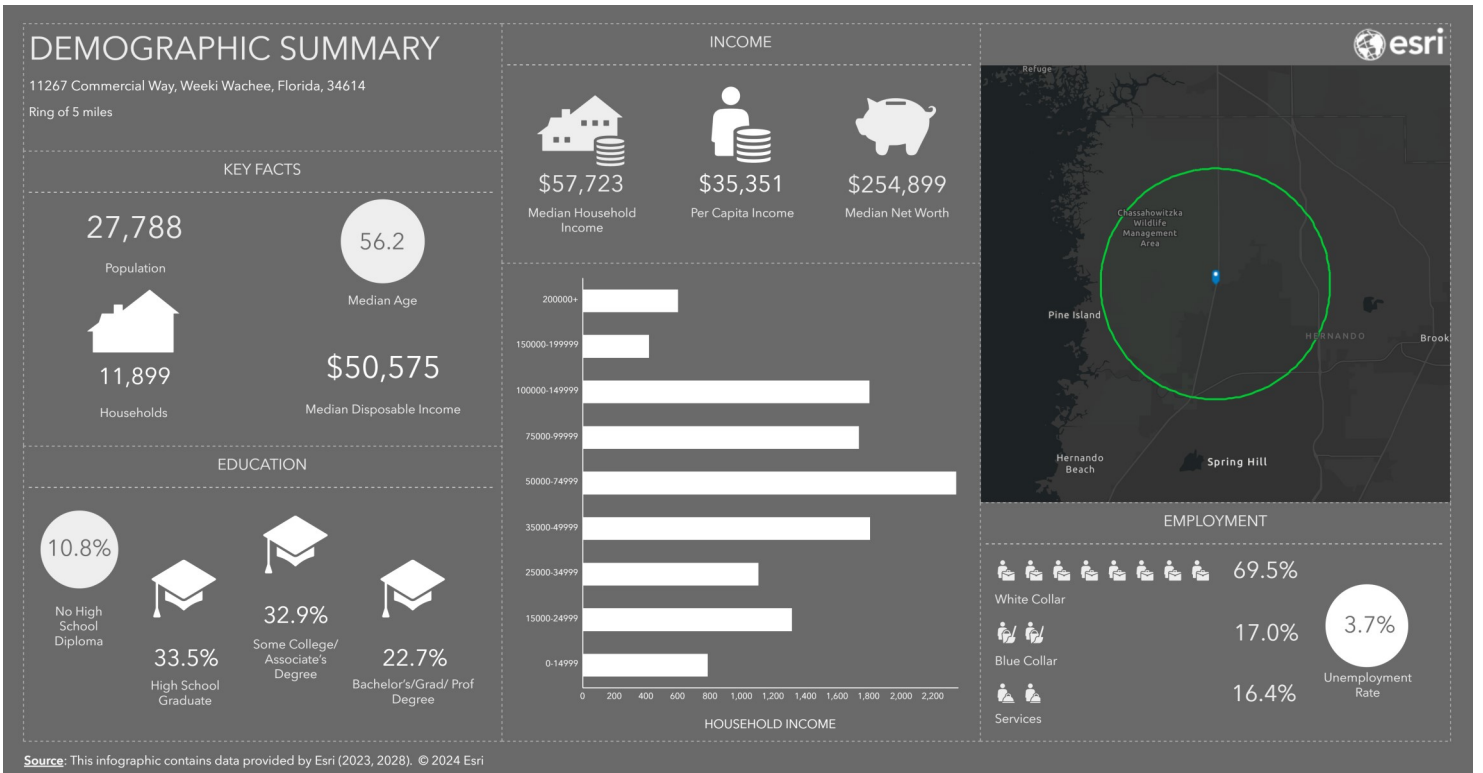 DEMOGRAPHIC SUMMARY
11267 Commercial Way, Weeki Wachee, Florida, 34614
Ring of 5 miles
KEY FACTS
27,788
Population
56.2
Median Age
11,899
Households
$50,575
Median Disposable Income
EDUCATION
10.8%
No High
School
Diploma
33.5%
High School
Graduate
32.9%
Some College/
Associate's
Degree
22.7%
Bachelor's/Grad/ Prof
Degree
INCOME
$57,723
Median Household
Income
$35,351
Per Capita Income
$254,899
Median Net Worth
200000+
150000-199999
100000-149999
75000-99999
50000-74999
35000-49999
25000-34999
15000-24999
0-14999
0 200 400 600 800 1,000 1,200 1,400 1,600 1,800 2,000 2,200
HOUSEHOLD INCOME
esri
Refuge
Chassahowitzka
Wildlife
Management
Area
Pine Island
HERNANDO
Brook
Hernando
Beach
Spring Hill
EMPLOYMENT
69.5%
White Collar
17.0%
Blue Collar
16.4%
Services
3.7%
Unemployment
Rate
Source: This infographic contains data provided by Esri (2023, 2028). © 2024 Esri